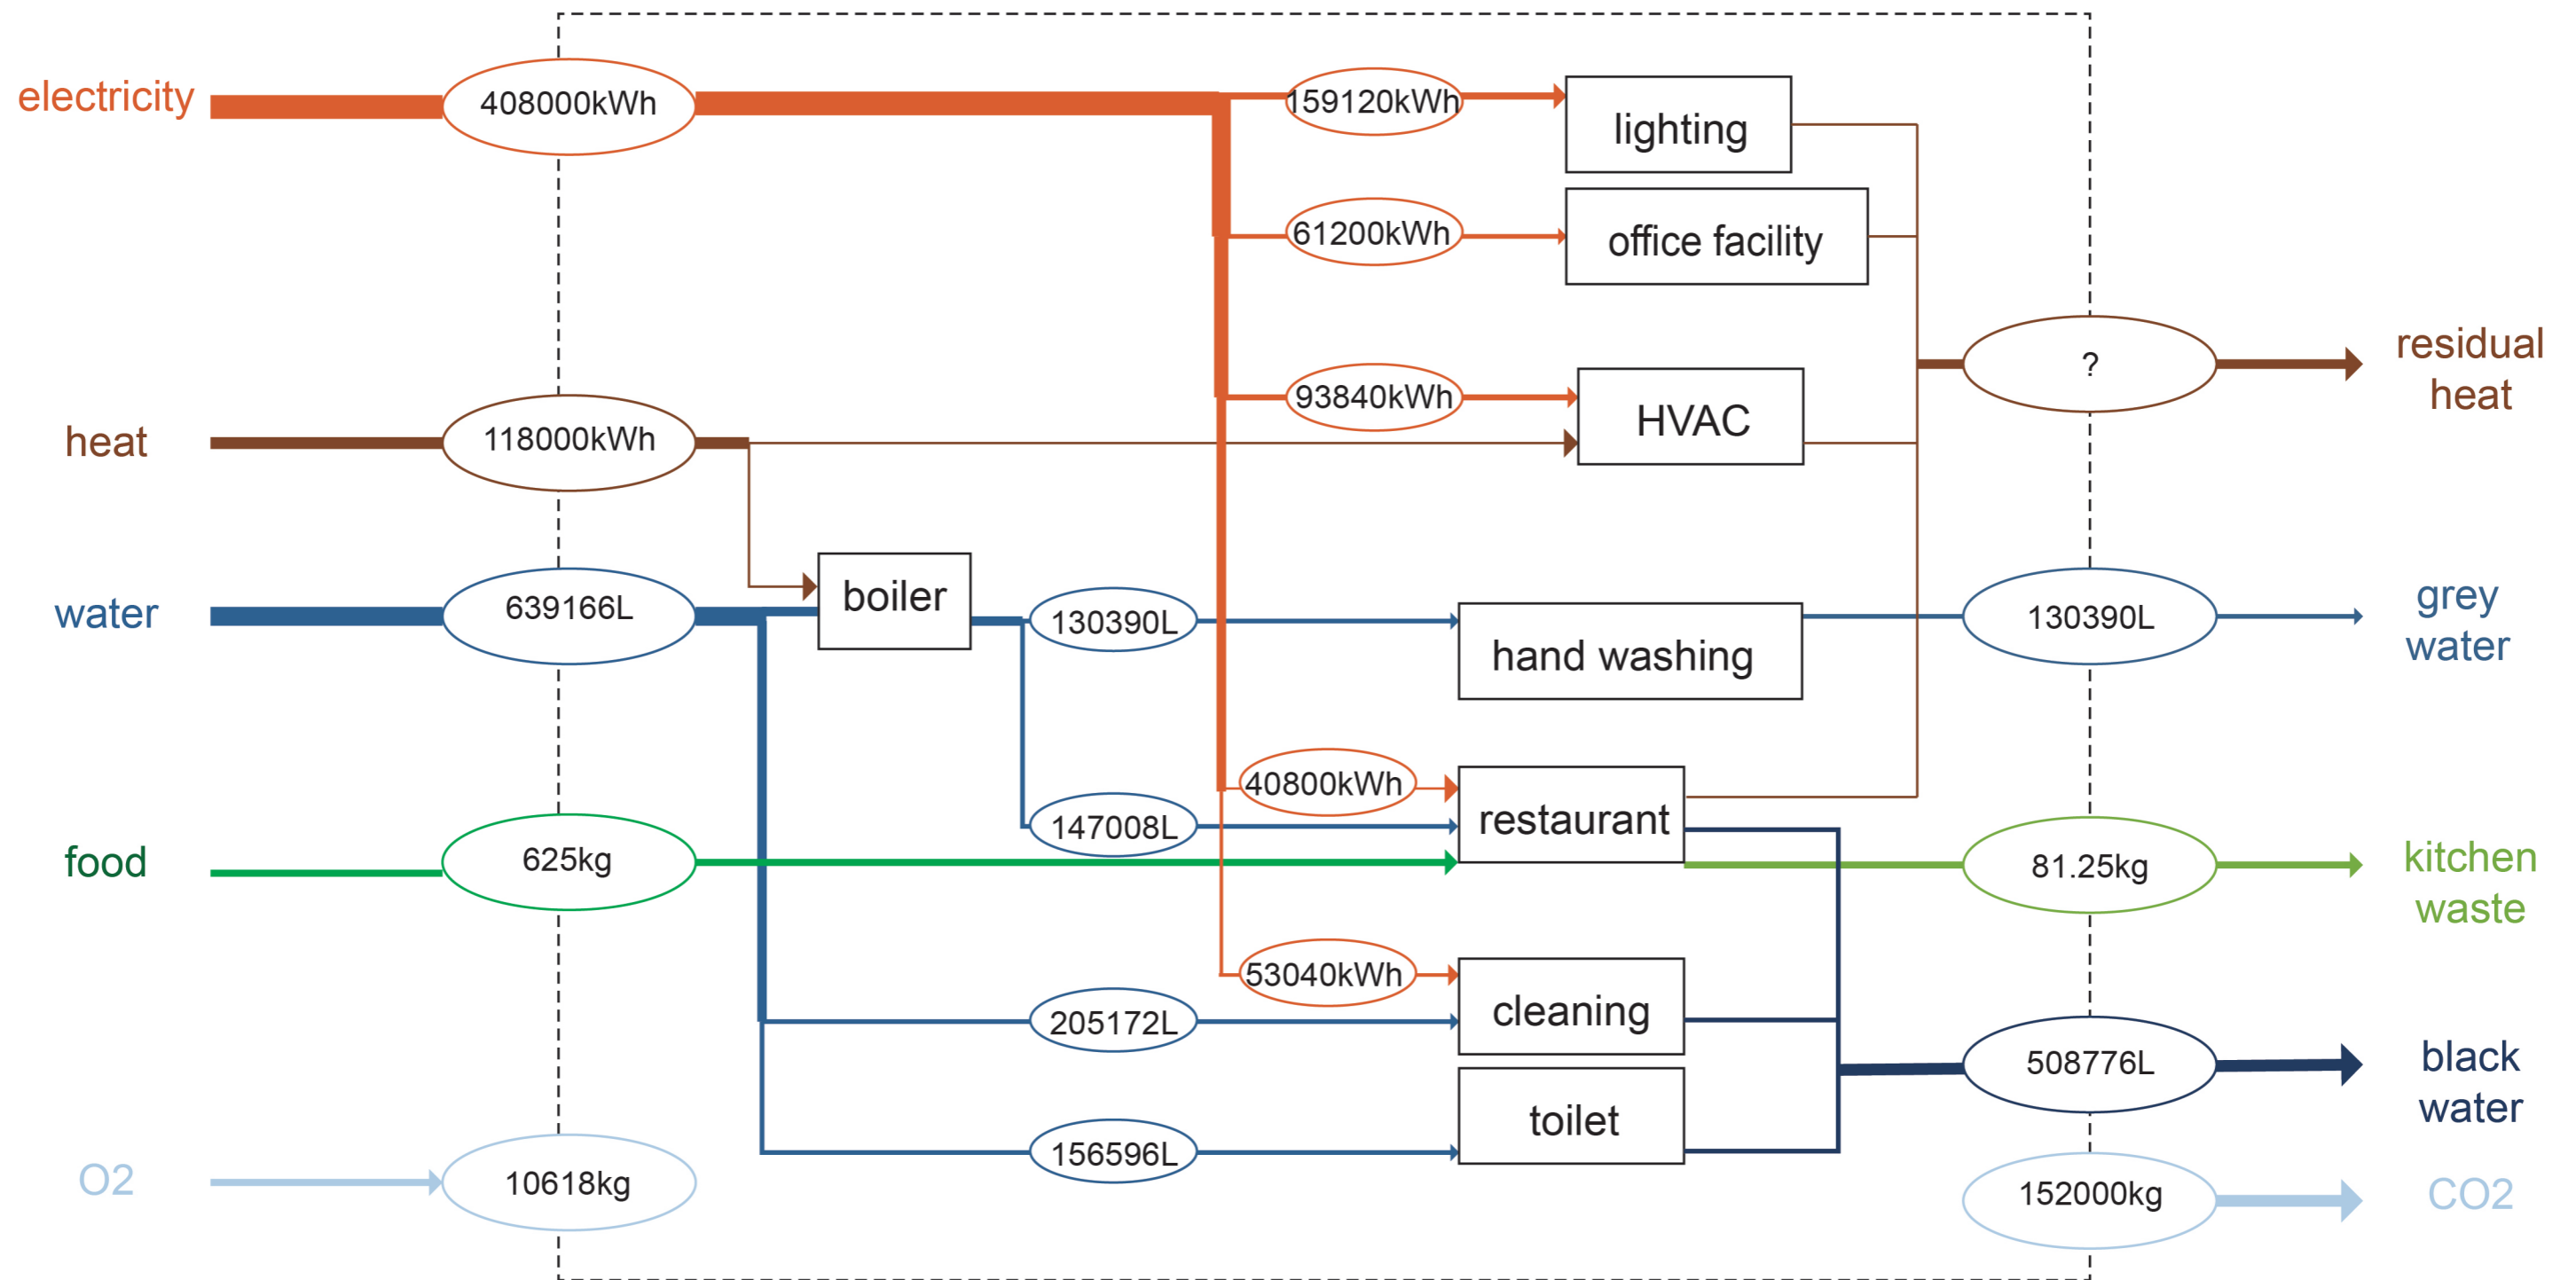 electricity
408000kWh
159120kWh
lighting
61200kWh
office facility
residual
heat
?
93840kWh
HVAC
heat
118000kWh
water
639166L
boiler
130390L
hand washing
130390L
grey
water
40800kWh
147008L
restaurant
food
625kg
81.25kg
kitchen
waste
53040kWh
205172L
cleaning
508776L
black
water
156596L
toilet
O2
10618kg
152000kg
CO2